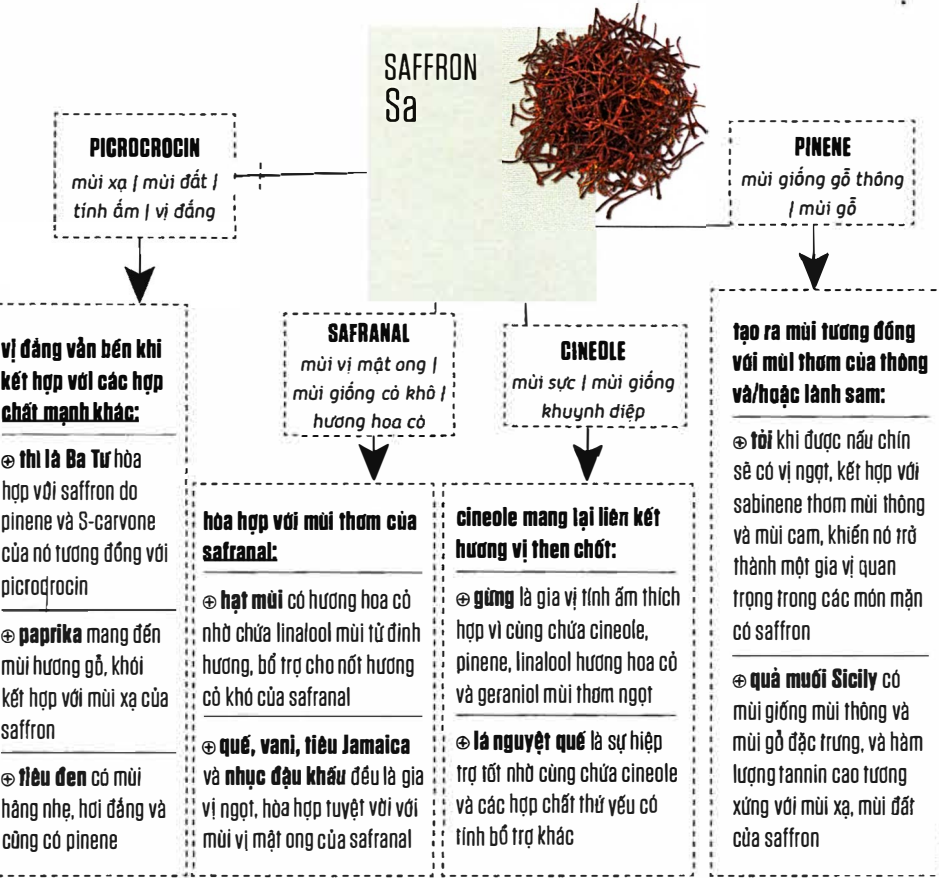 SAFFRON
Sa
PICROCROCIN
mùi xạ | mùi đất |
tính ấm | vị đắng
vị đắng vẫn bền khi
kết hợp với các hợp
chất mạnh khác:
⊕ thì là Ba Tư hòa
hợp với saffron do
pinene và S-carvone
của nó tương đồng với
picrocrocin
⊕ paprika mang đến
mùi hương gỗ, khói
kết hợp với mùi xạ của
saffron
⊕ tiêu đen có mùi
hăng nhẹ, hơi đắng và
cũng có pinene
SAFRANAL
mùi vị mật ong |
mùi giống cỏ khô |
hương hoa cỏ
hòa hợp với mùi thơm của
safranal:
⊕ hạt mùi có hương hoa cỏ
nhờ chứa linalool mùi tử đinh
hương, bổ trợ cho nốt hương
cỏ khó của safranal
⊕ quế, vani, tiêu Jamaica
và nhục đậu khấu đều là gia
vị ngọt, hòa hợp tuyệt vời với
mùi vị mật ong của safranal
CINEOLE
mùi sực | mùi giống
khuynh diệp
cineole mang lại liên kết
hương vị then chốt:
⊕ gừng là gia vị tính ấm thích
hợp vì cùng chứa cineole,
pinene, linalool hương hoa cỏ
và geraniol mùi thơm ngọt
⊕ lá nguyệt quế là sự hiệp
trợ tốt nhờ cùng chứa cineole
và các hợp chất thứ yếu có
tính bổ trợ khác
PINENE
mùi giống gỗ thông
| mùi gỗ
tạo ra mùi tương đồng
với mùi thơm của thông
và/hoặc lãnh sam:
⊕ tỏi khi được nấu chín
sẽ có vị ngọt, kết hợp với
sabinene thơm mùi thông
và mùi cam, khiến nó trở
thành một gia vị quan
trọng trong các món mặn
có saffron
⊕ quả muối Sicily có
mùi giống mùi thông và
mùi gỗ đặc trưng, và hàm
lượng tannin cao tương
xứng với mùi xạ, mùi đất
của saffron